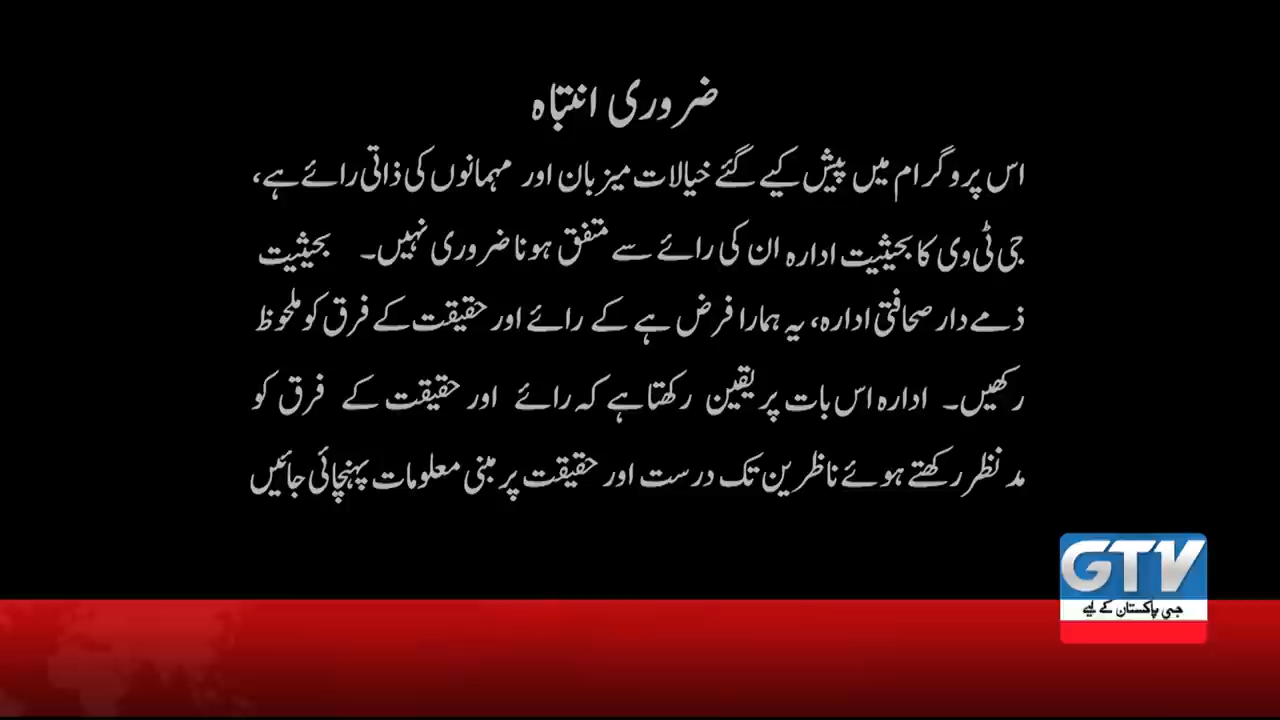 ضروری انتباہ
اس پروگرام میں پیش کیے گئے خیالات میزبان اور مہمانوں کی ذاتی رائے ہے،
جی ٹی وی کا بحیثیت ادارہ ان کی رائے سے متفق ہونا ضروری نہیں۔ بحیثیت
ذمے دار صحافتی ادارہ، یہ ہمارا فرض ہے کے رائے اور حقیقت کے فرق کو ملحوظ
رکھیں۔ ادارہ اس بات پر یقین رکھتا ہے کہ رائے اور حقیقت کے فرق کو
مد نظر رکھتے ہوئے ناظرین تک درست اور حقیقت پر مبنی معلومات پہنچائی جائیں
GTV
جی پاکستان کے لیے